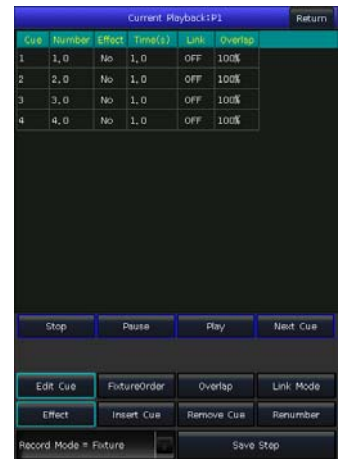 Current Playback:P1 Return
Cue Number Effect Time(s) Link Overlap
1 1.0 No 1.0 OFF 100%
2 2.0 No 1.0 OFF 100%
3 3.0 No 1.0 OFF 100%
4 4.0 No 1.0 OFF 100%
Stop Pause Play Next Cue
Edit Cue FixtureOrder Overlap Link Mode
Effect Insert Cue Remove Cue Renumber
Record Mode = Fixture Save Step